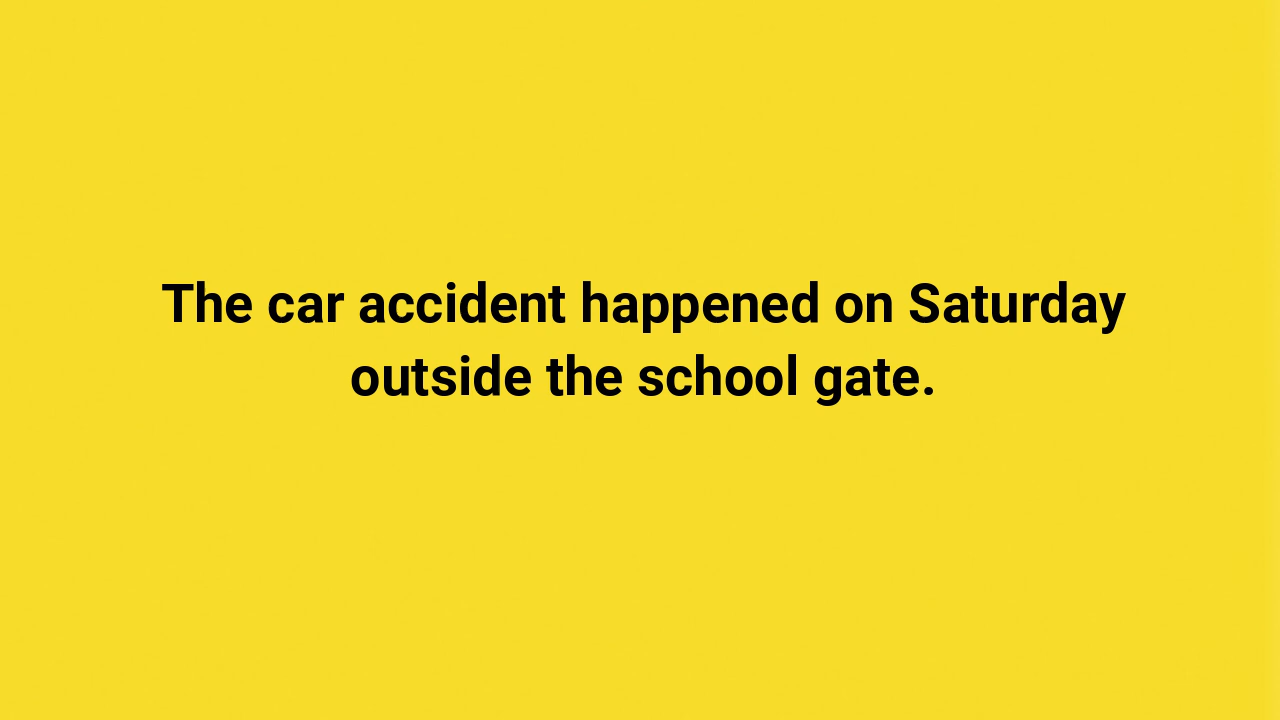 The car accident happened on Saturday
outside the school gate.